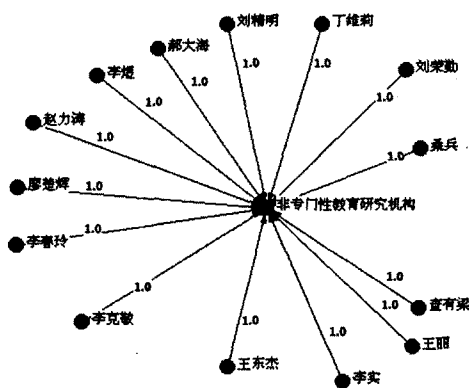 刘精明
丁维莉
郝大海
李煜
刘荣勤
1.0
1.0
1.0
1.0
1.0
赵力涛
1.0
桑兵
1.0
廖楚辉
1.0
非专门性教育研究机构
李春玲
1.0
1.0
1.0
查有梁
李克敏
1.0
1.0
1.0
王丽
王东杰
李实